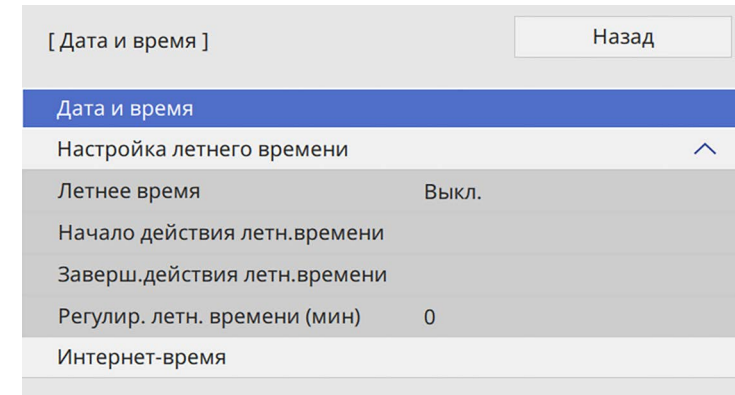 [ Дата и время ]
Назад
Дата и время
Настройка летнего времени
Летнее время Выкл.
Начало действия летн.времени
Заверш.действия летн.времени
Регулир. летн. времени (мин) 0
Интернет-время